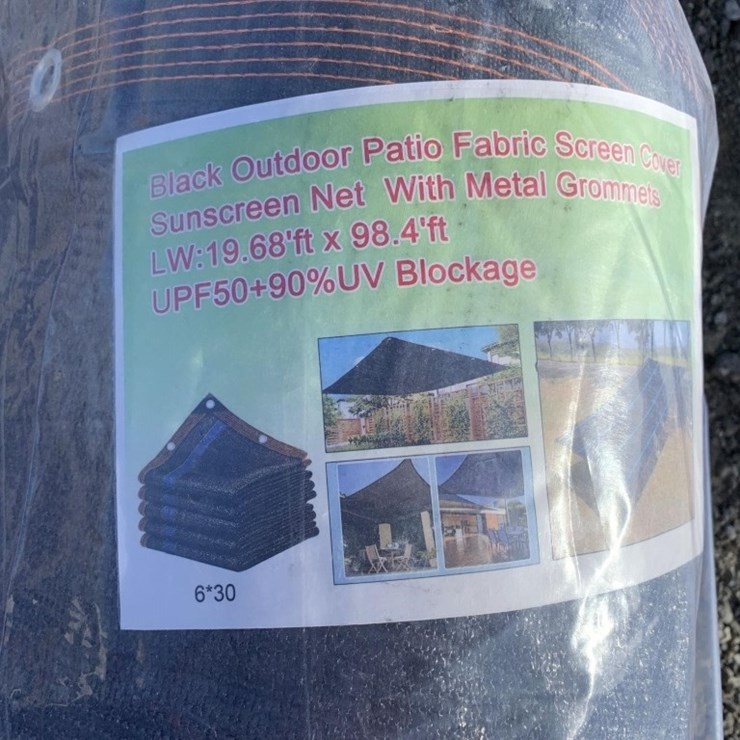 Black Outdoor Patio Fabric Screen Cover
Sunscreen Net With Metal Grommets
LW:19.68'ft x 98.4'ft
UPF50+90%UV Blockage
6*30